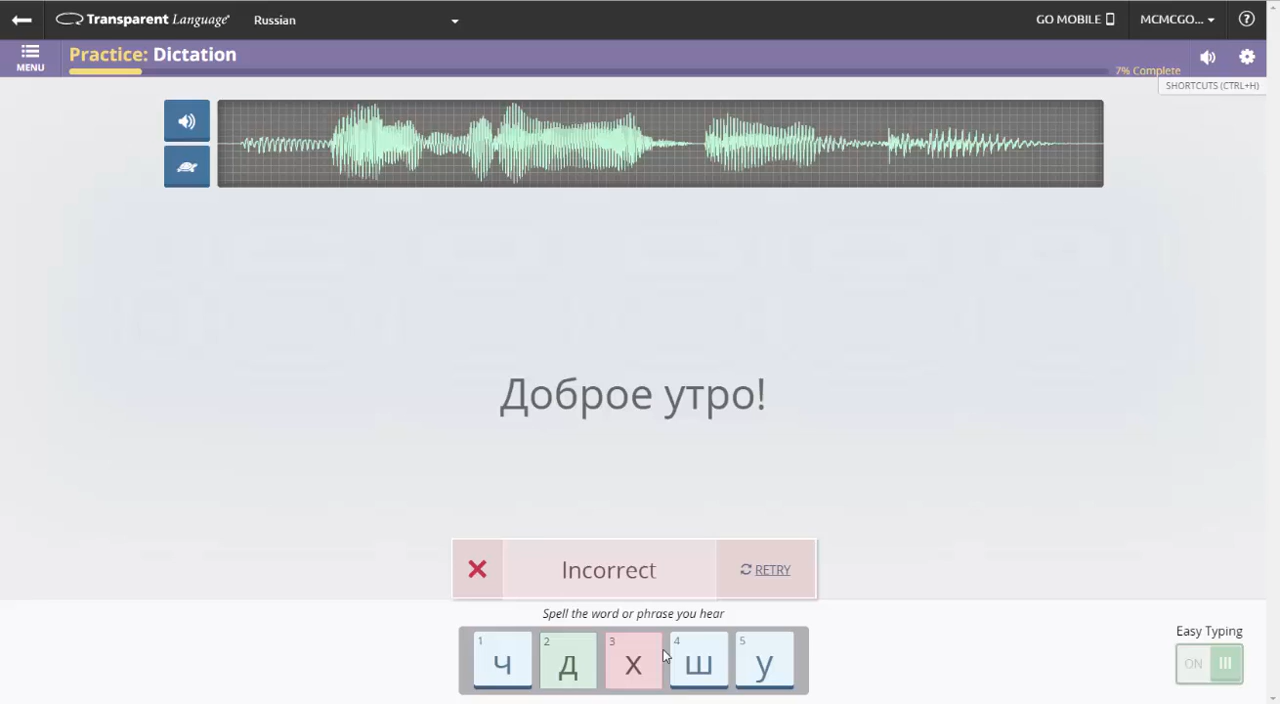 Transparent Language® Russian GO MOBILE MCMCGO... ?
MENU Practice: Dictation
7% Complete
SHORTCUTS (CTRL+H)
Доброе утро!
Incorrect RETRY
Spell the word or phrase you hear
Easy Typing
1 ч 2 д 3 х 4 ш 5 у
ON